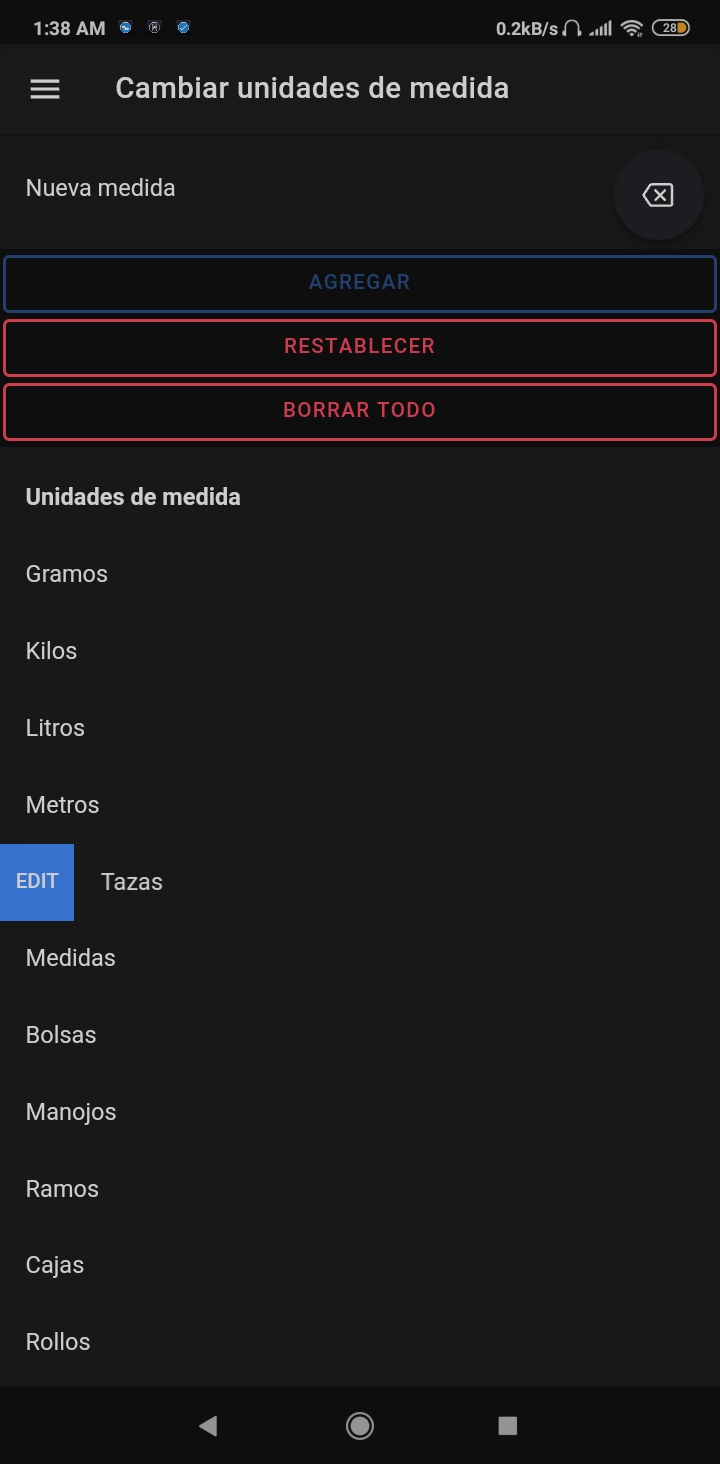 1:38 AM 0.2kB/s 28
Cambiar unidades de medida
Nueva medida
AGREGAR
RESTABLECER
BORRAR TODO
Unidades de medida
Gramos
Kilos
Litros
Metros
EDIT Tazas
Medidas
Bolsas
Manojos
Ramos
Cajas
Rollos